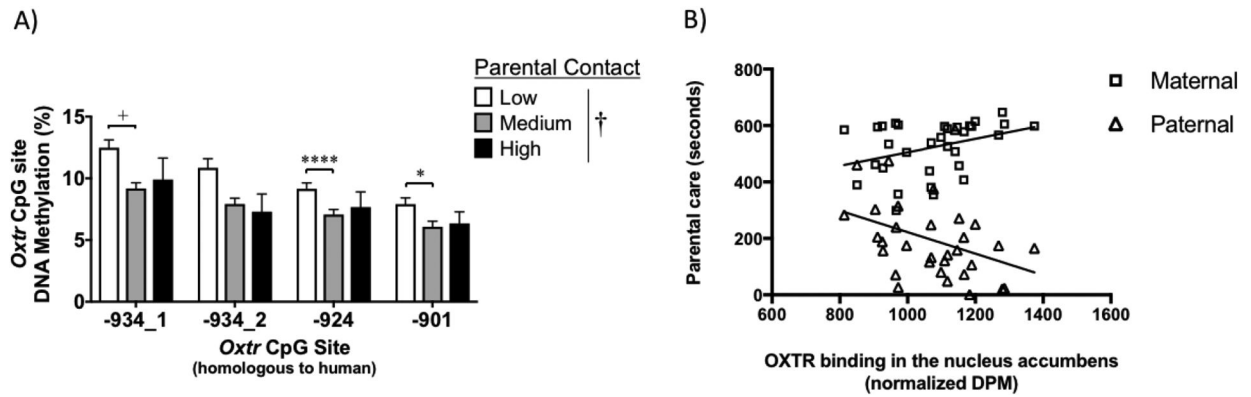 A)
Parental Contact
Low
Medium
High
†
Oxtr CpG site
DNA Methylation (%)
15
10
5
0
+
****
*
-934_1 -934_2 -924 -901
Oxtr CpG Site
(homologous to human)
B)
Maternal
Paternal
Parental care (seconds)
800
600
400
200
0
600 800 1000 1200 1400 1600
OXTR binding in the nucleus accumbens
(normalized DPM)